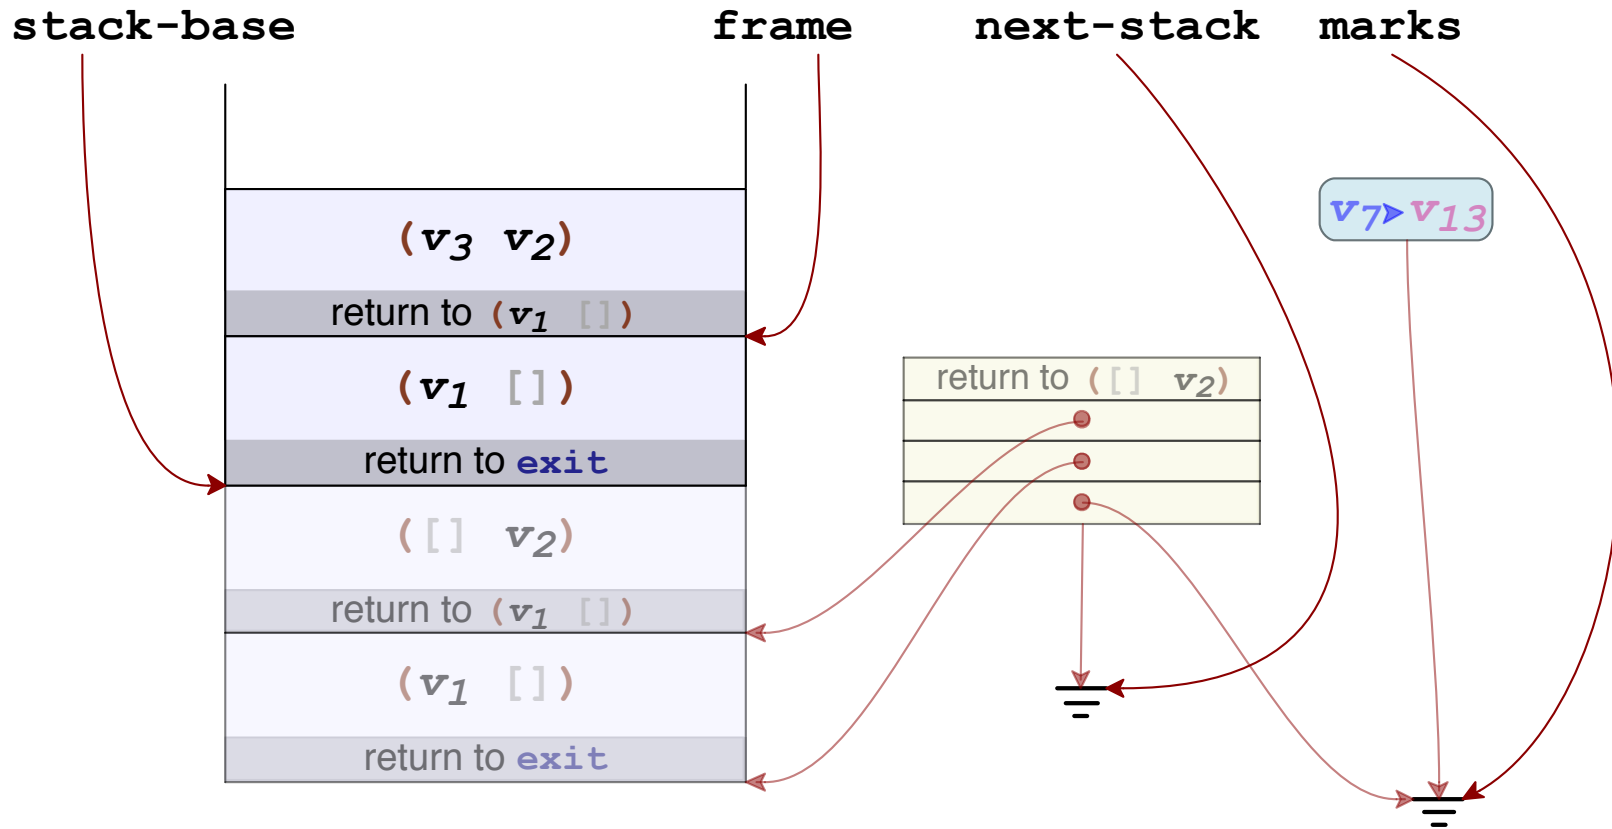 stack-base frame next-stack marks
(v3 v2)
return to (v1 [])
(v1 [])
return to exit
([] v2)
return to (v1 [])
(v1 [])
return to exit
return to ([] v2)
v7➤v13